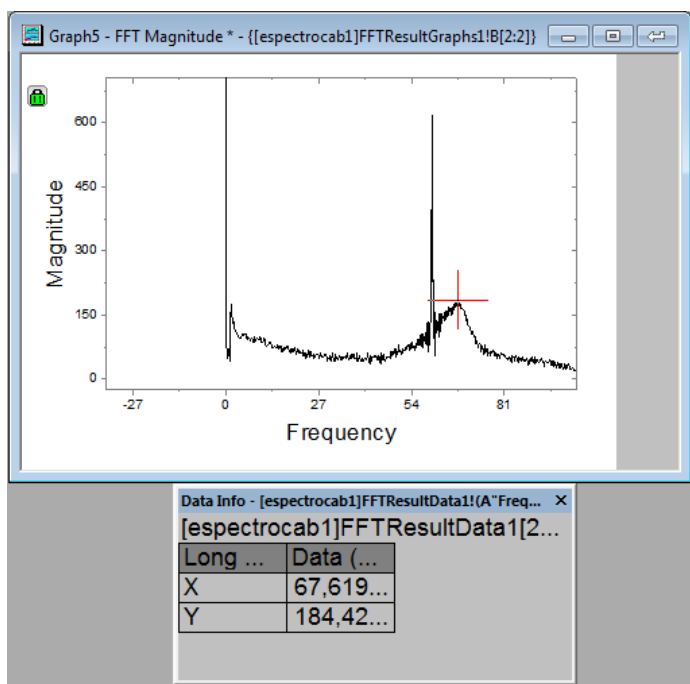 Graph5 - FFT Magnitude * - {[espectrocab1]FFTResultGraphs1!B[2:2]}
600
450
300
150
0
Magnitude
-27 0 27 54 81
Frequency
Data Info - [espectrocab1]FFTResultData1!(A"Freq... ×
[espectrocab1]FFTResultData1[2...
Long ... Data (...
X 67,619...
Y 184,42...